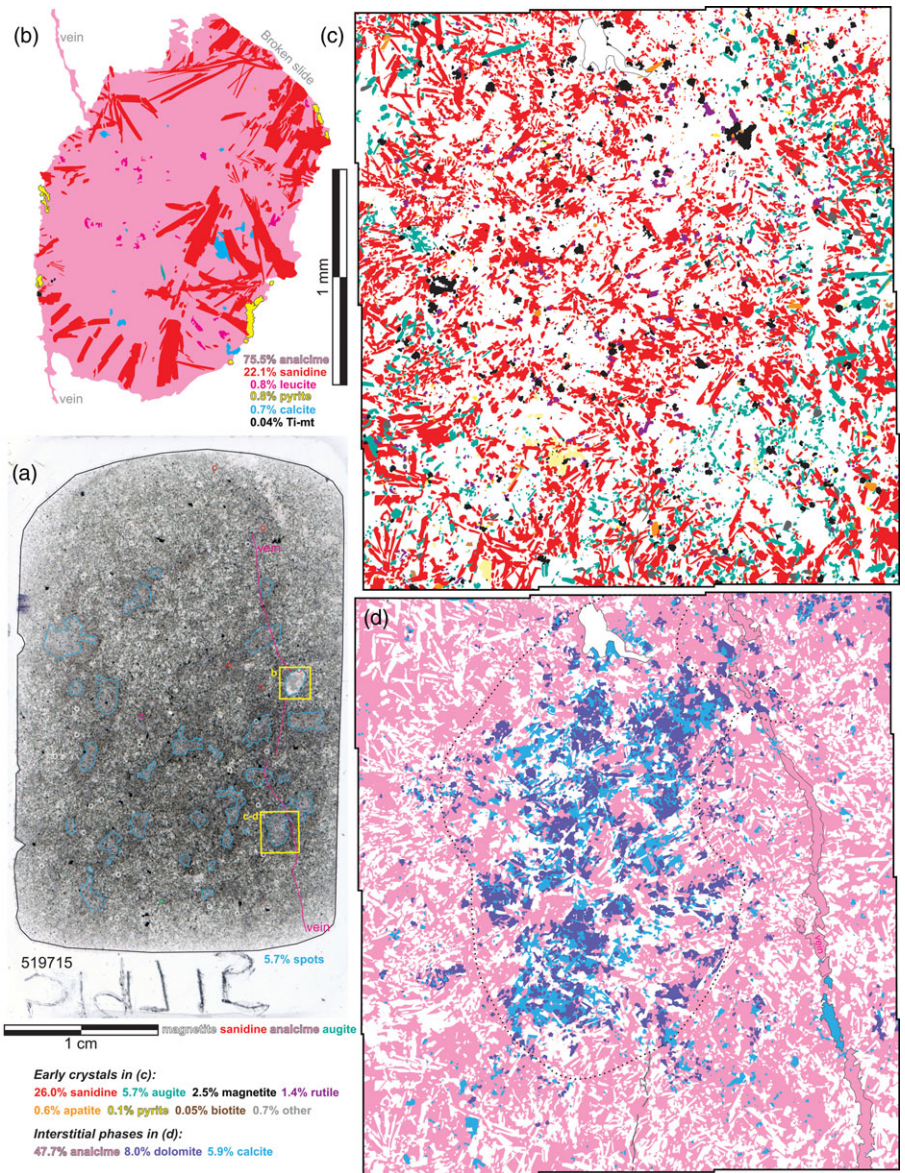 (b)
vein
Broken slide
1 mm
75.5% analcime
22.1% sanidine
0.8% leucite
0.8% pyrite
0.7% calcite
0.04% Ti-mt
vein
(c)
(a)
vein
b
c-d
vein
519715
5.7% spots
magnetite sanidine analcime augite
1 cm
Early crystals in (c):
26.0% sanidine 5.7% augite 2.5% magnetite 1.4% rutile
0.6% apatite 0.1% pyrite 0.05% biotite 0.7% other
Interstitial phases in (d):
47.7% analcime 8.0% dolomite 5.9% calcite
(d)
vein